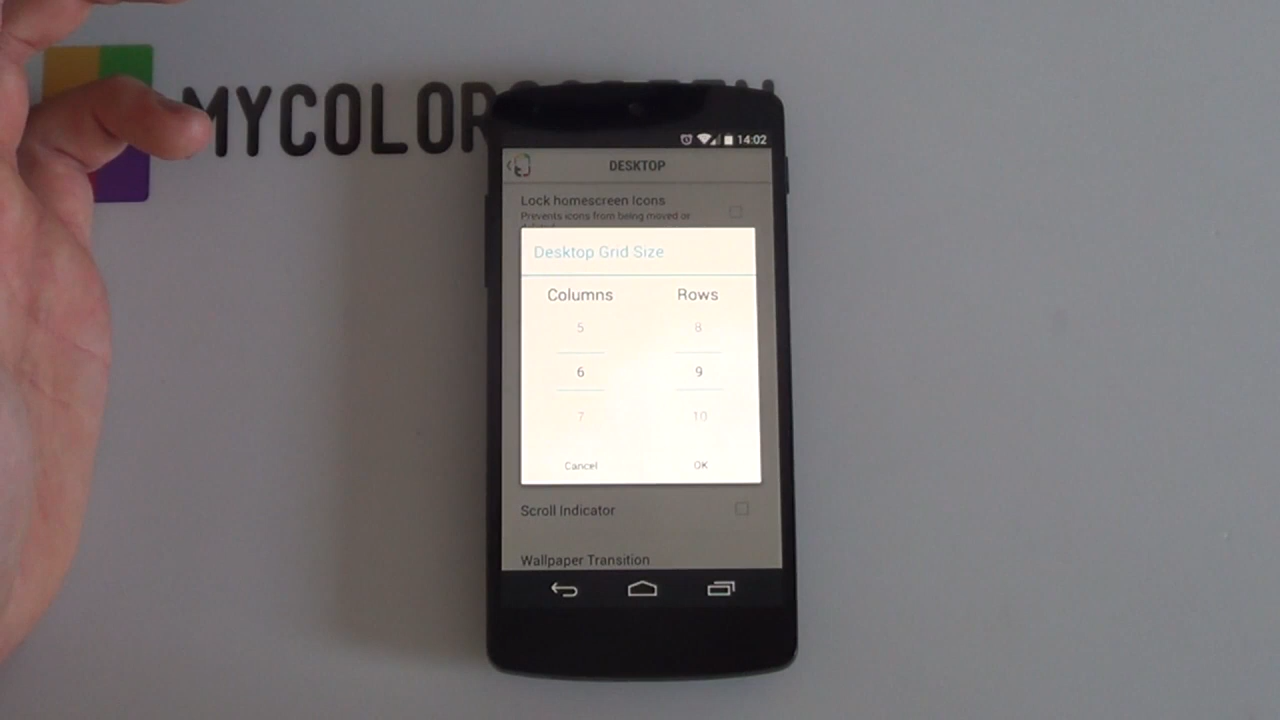 MYCOLOR
14:02
DESKTOP
Lock homescreen Icons
Prevents icons from being moved or
Desktop Grid Size
Columns Rows
5 8
6 9
7 10
Cancel OK
Scroll Indicator
Wallpaper Transition